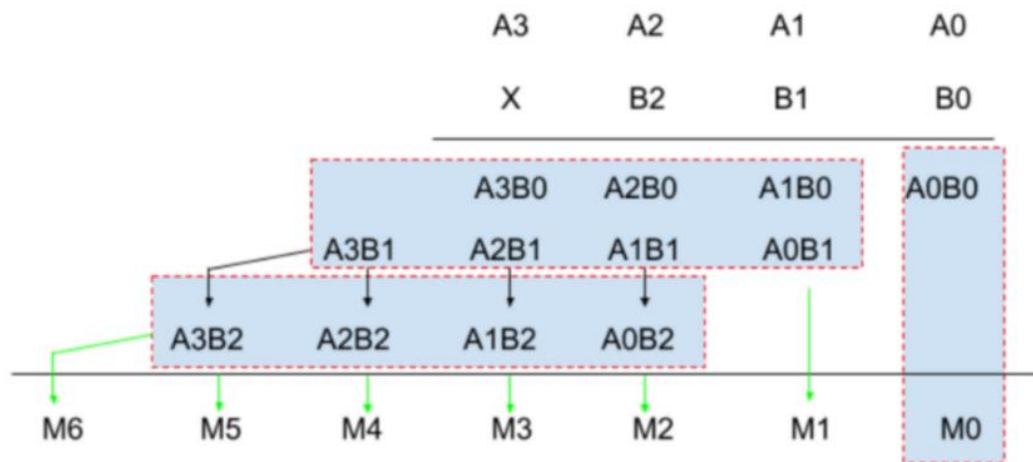 A3 A2 A1 A0
X B2 B1 B0
A3B0 A2B0 A1B0 A0B0
A3B1 A2B1 A1B1 A0B1
A3B2 A2B2 A1B2 A0B2
M6 M5 M4 M3 M2 M1 M0